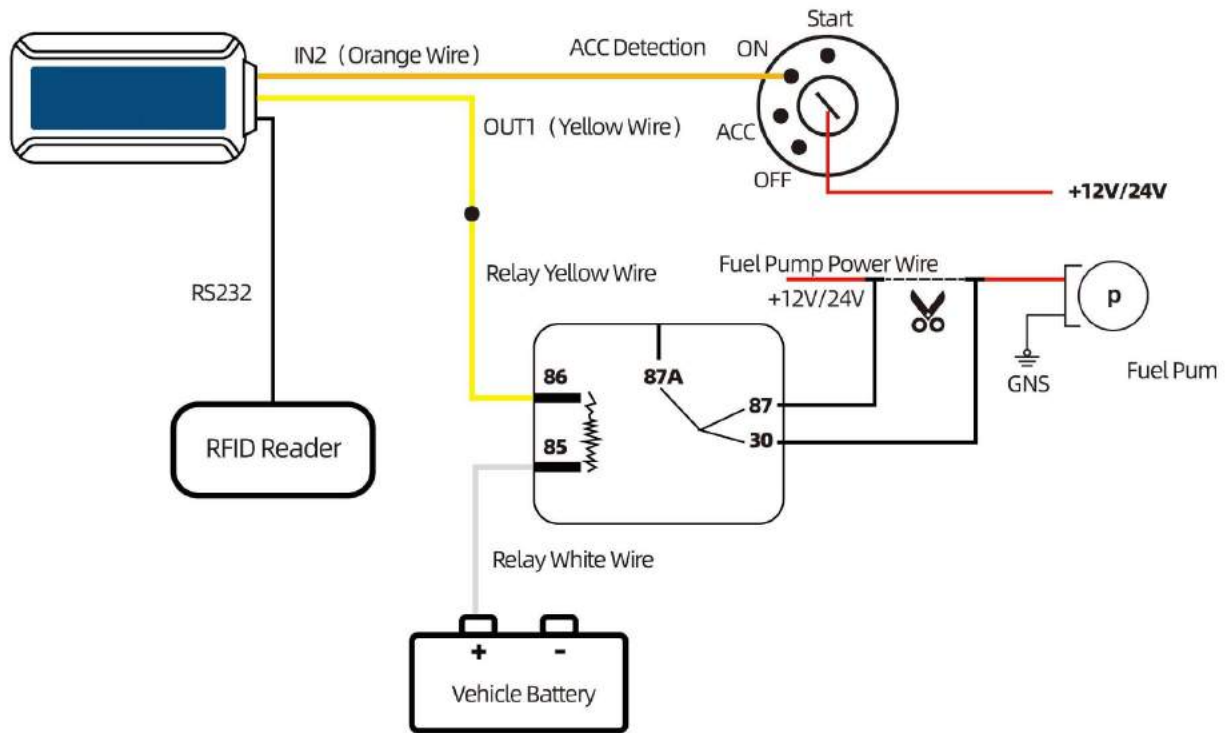 Start
IN2（Orange Wire）
ACC Detection
ON
OUT1（Yellow Wire）
ACC
OFF
+12V/24V
RS232
Relay Yellow Wire
Fuel Pump Power Wire
+12V/24V
p
GNS
Fuel Pum
86
87A
87
85
30
RFID Reader
Relay White Wire
+ -
Vehicle Battery